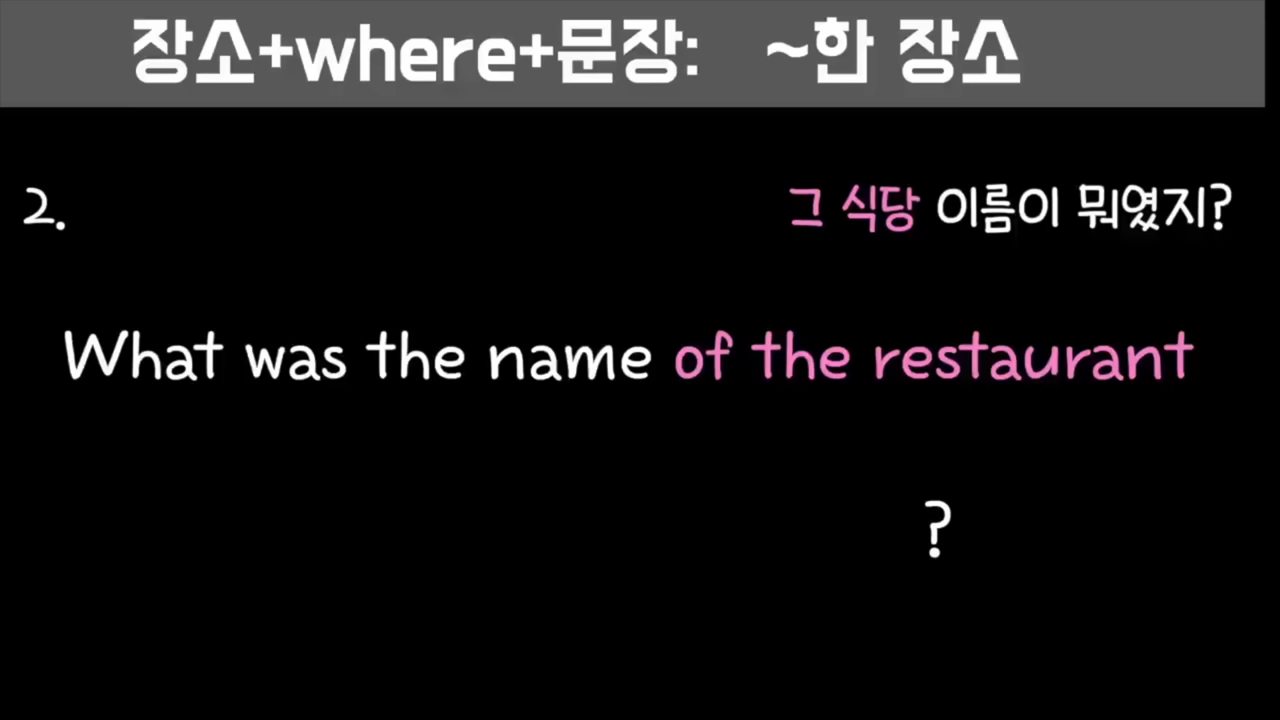 장소+where+문장: ~한 장소
2. 그 식당 이름이 뭐였지?
What was the name of the restaurant
?